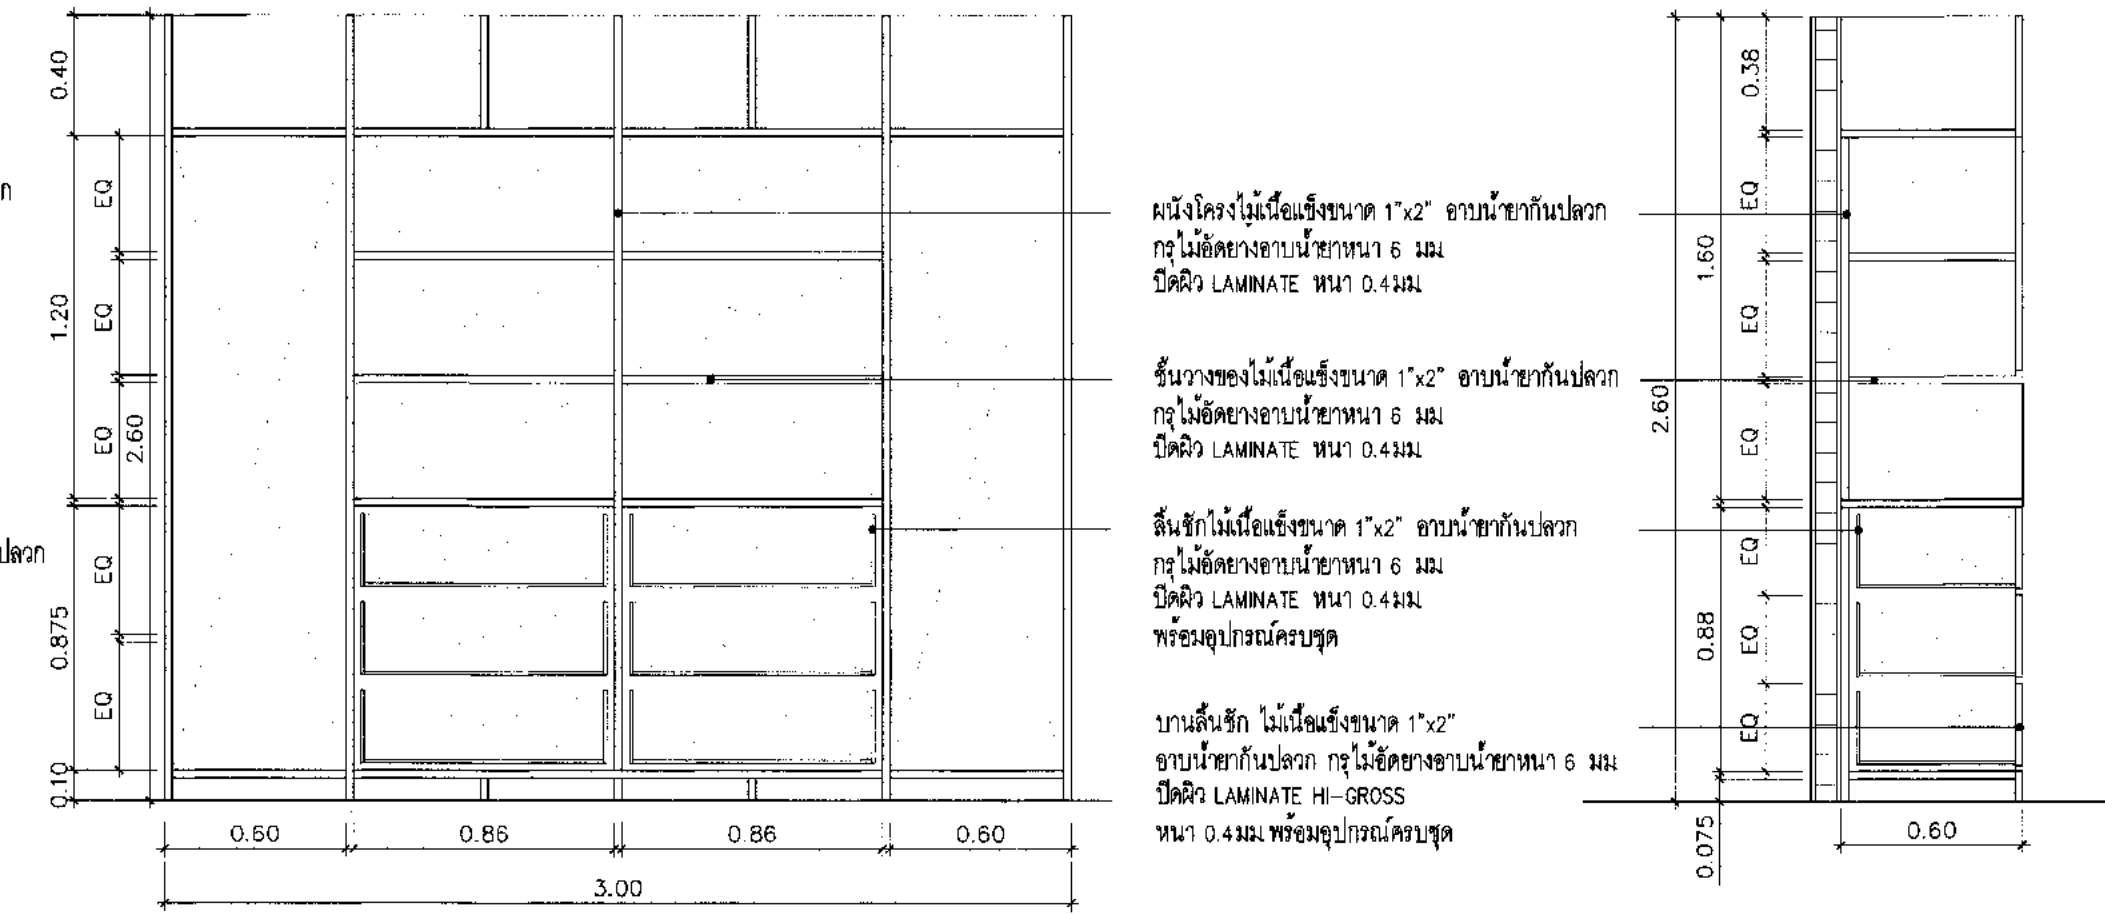 0.40
EQ
EQ
1.20
EQ
2.60
EQ
0.875
EQ
0.10
ก
ปลวก
0.60
0.86
0.86
0.60
3.00
ผนังโครงไม้เนื้อแข็งขนาด 1"x2" อาบน้ำยากันปลวก
กรุไม้อัดยางอาบน้ำยาหนา 6 มม
ปิดผิว LAMINATE หนา 0.4มม.
ชั้นวางของไม้เนื้อแข็งขนาด 1"x2" อาบน้ำยากันปลวก
กรุไม้อัดยางอาบน้ำยาหนา 6 มม
ปิดผิว LAMINATE หนา 0.4มม.
ลิ้นชักไม้เนื้อแข็งขนาด 1"x2" อาบน้ำยากันปลวก
กรุไม้อัดยางอาบน้ำยาหนา 6 มม
ปิดผิว LAMINATE หนา 0.4มม.
พร้อมอุปกรณ์ครบชุด
บานลิ้นชัก ไม้เนื้อแข็งขนาด 1"x2"
อาบน้ำยากันปลวก กรุไม้อัดยางอาบน้ำยาหนา 6 มม
ปิดผิว LAMINATE HI-GROSS
หนา 0.4มม. พร้อมอุปกรณ์ครบชุด
0.38
EQ
1.60
EQ
2.60
EQ
EQ
0.88
EQ
EQ
0.075
0.60